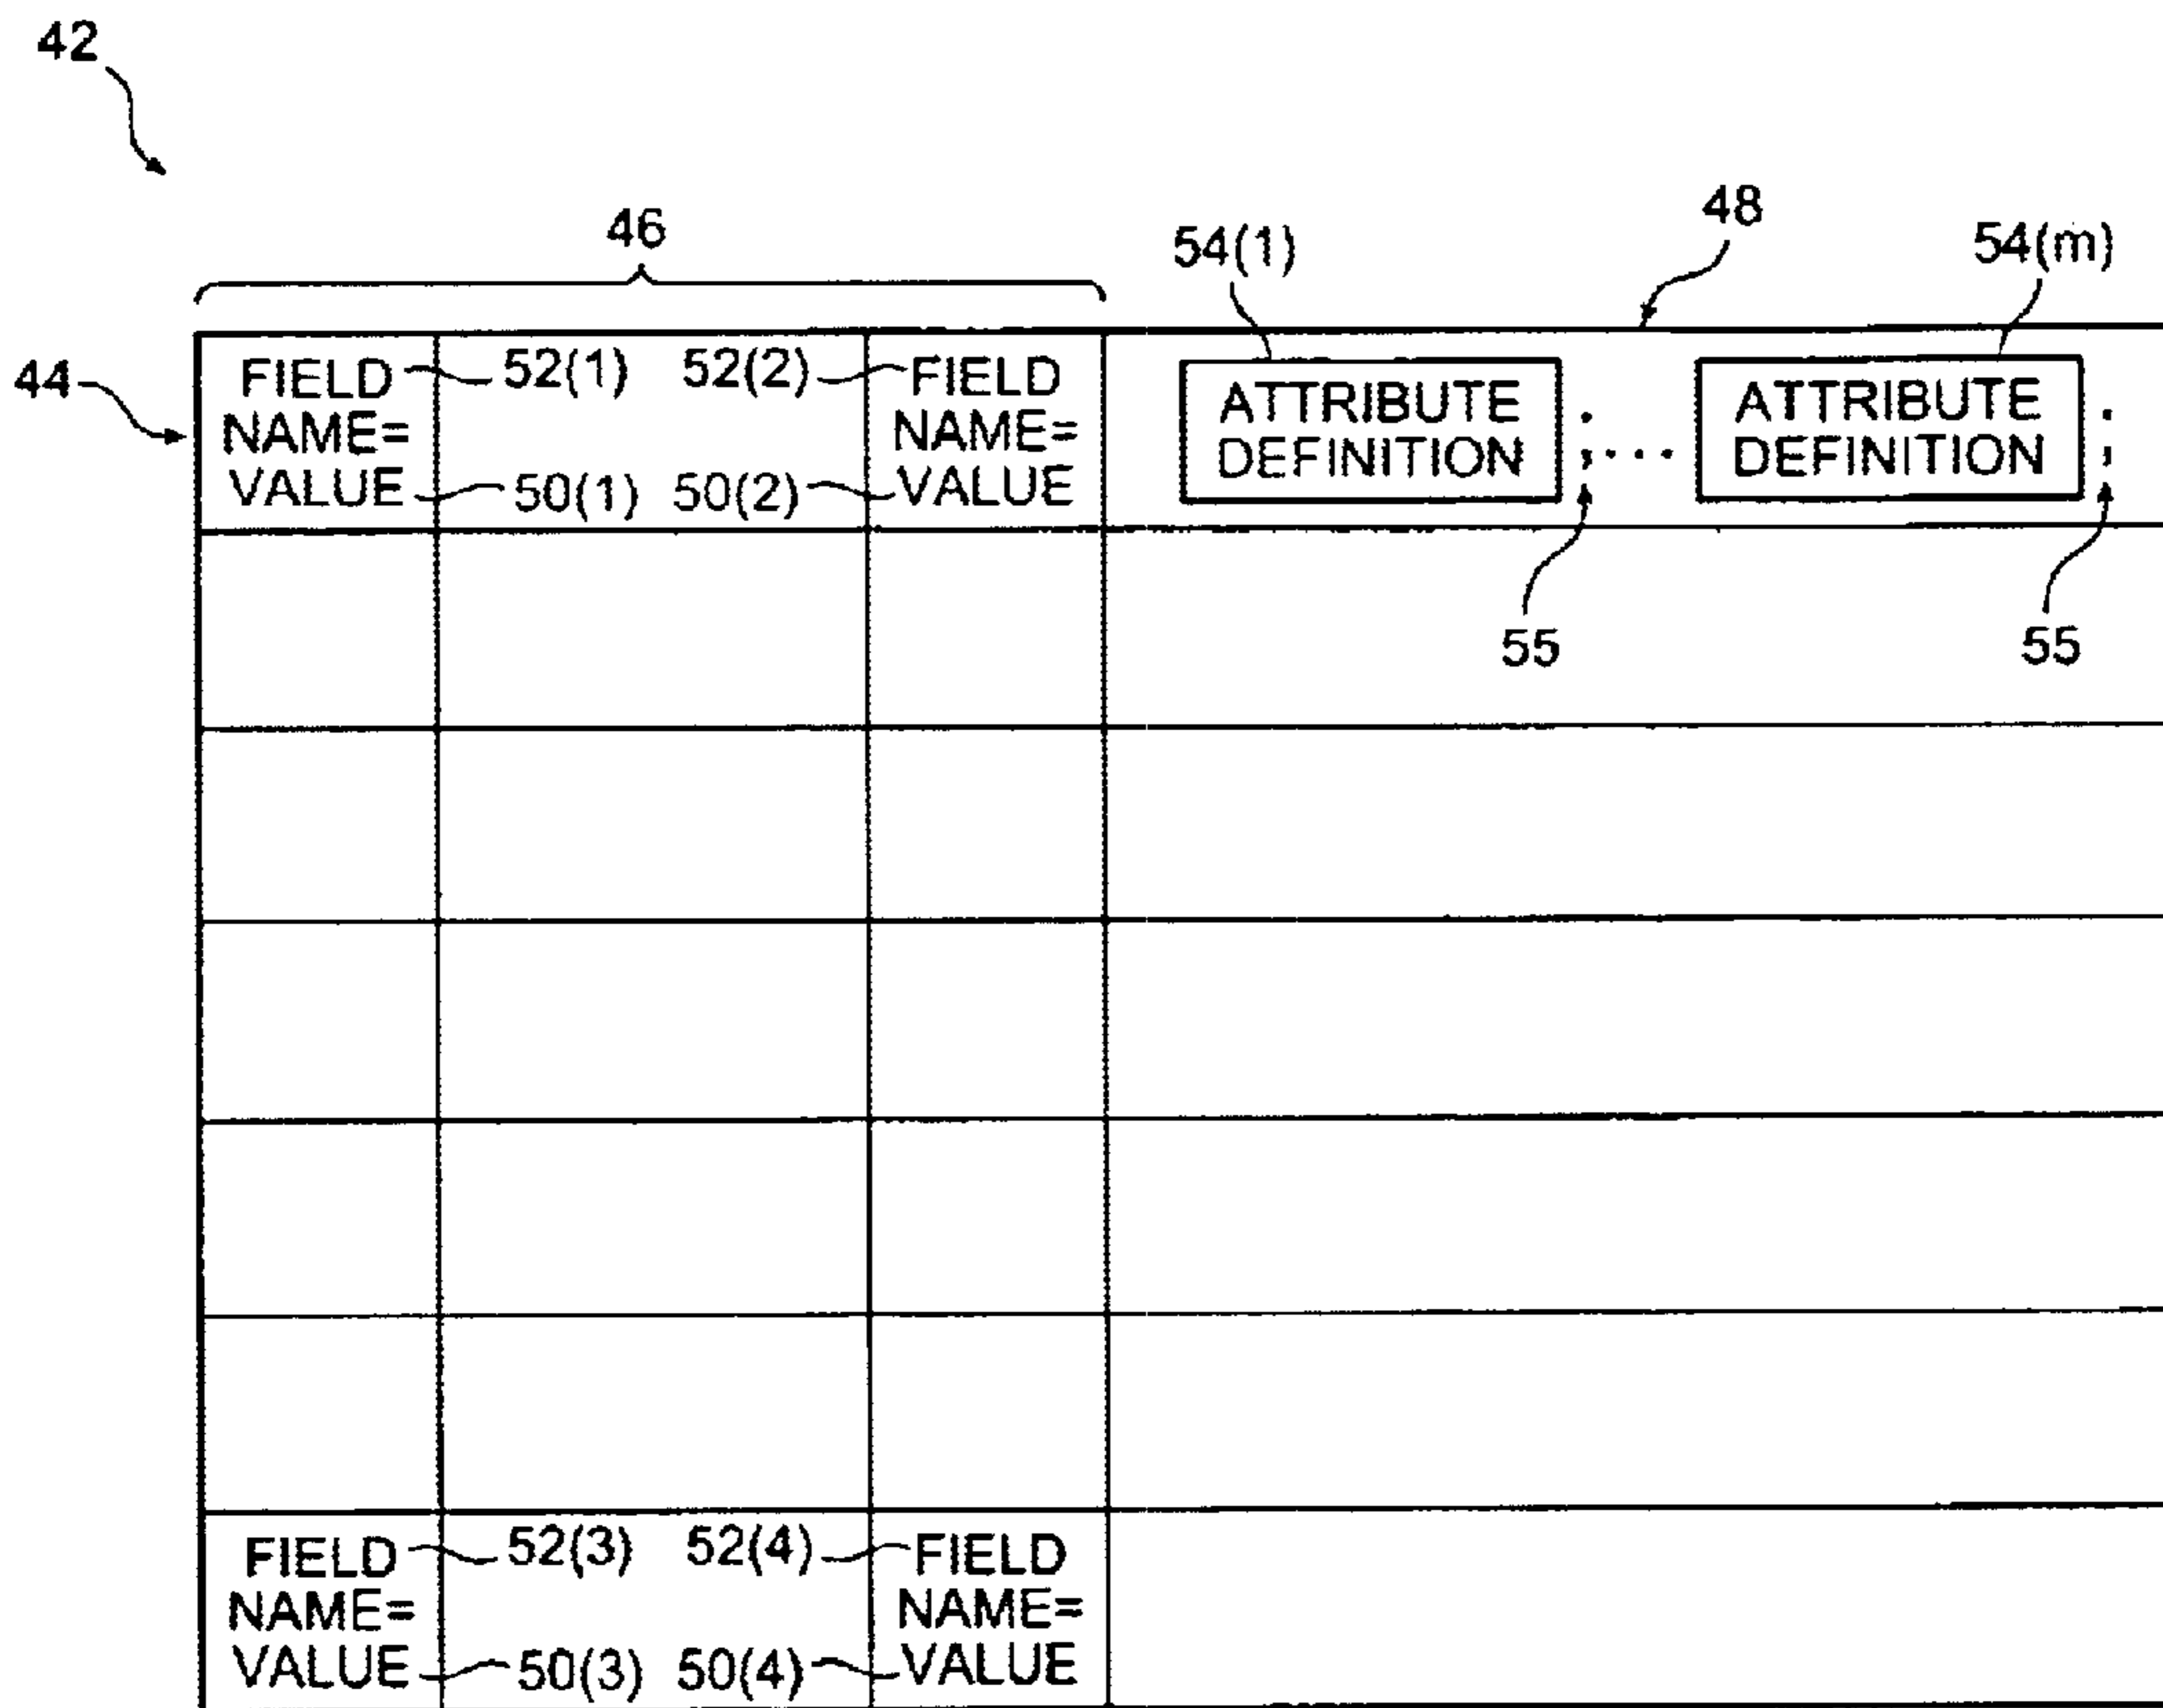 42
46
54(1)
48
54(m)
44
FIELD NAME= VALUE
52(1)
52(2)
50(1)
50(2)
FIELD NAME= VALUE
ATTRIBUTE DEFINITION
; ...
ATTRIBUTE DEFINITION
;
55
55
FIELD NAME= VALUE
52(3)
52(4)
50(3)
50(4)
FIELD NAME= VALUE